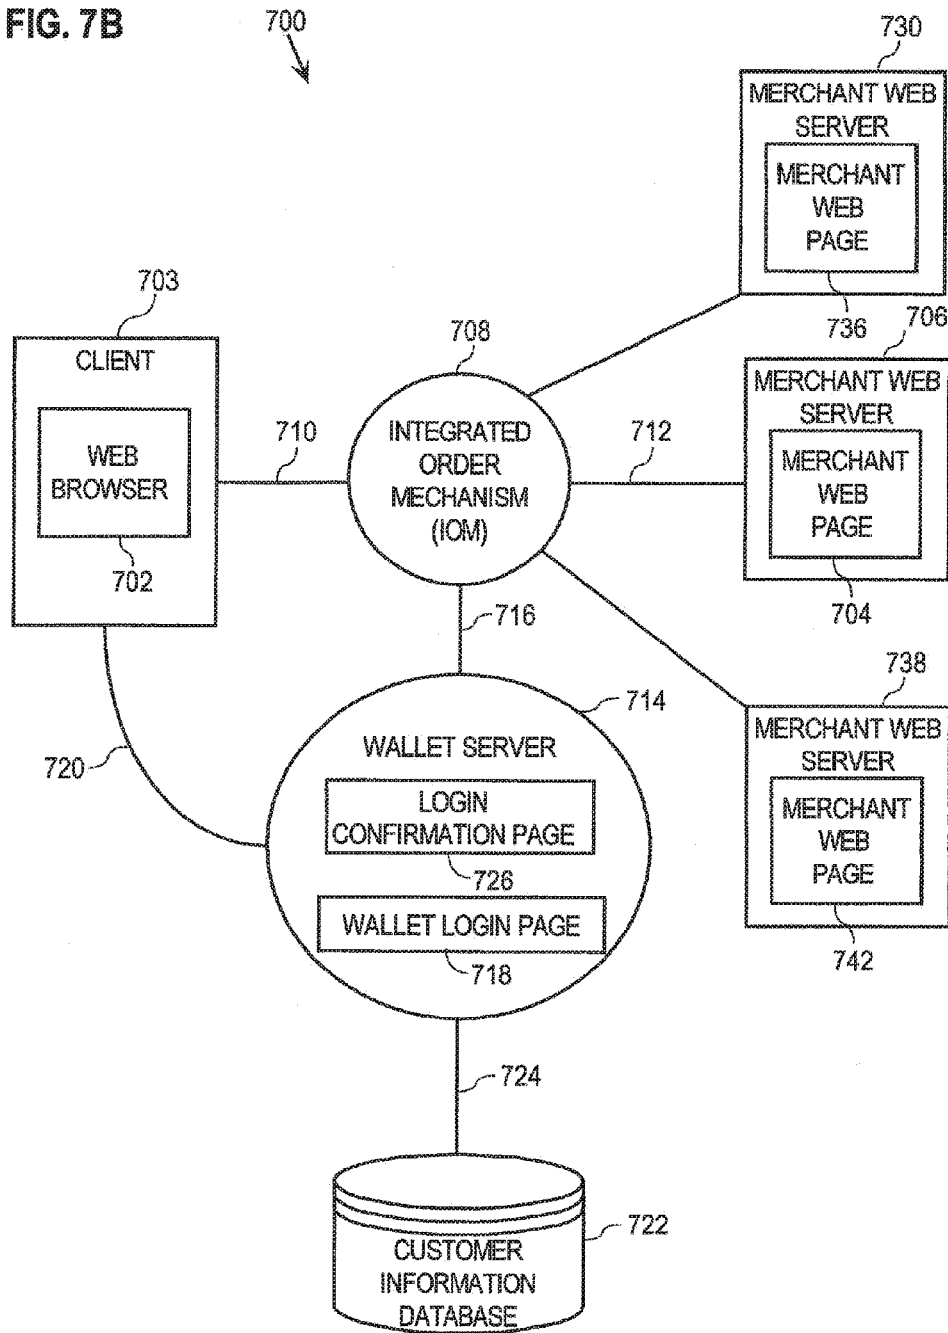 FIG. 7B
700
730
MERCHANT WEB
SERVER
MERCHANT
WEB
PAGE
736
703
CLIENT
WEB
BROWSER
702
710
708
INTEGRATED
ORDER
MECHANISM
(IOM)
712
706
MERCHANT WEB
SERVER
MERCHANT
WEB
PAGE
704
716
714
WALLET SERVER
LOGIN
CONFIRMATION PAGE
726
WALLET LOGIN PAGE
718
720
738
MERCHANT WEB
SERVER
MERCHANT
WEB
PAGE
742
724
722
CUSTOMER
INFORMATION
DATABASE